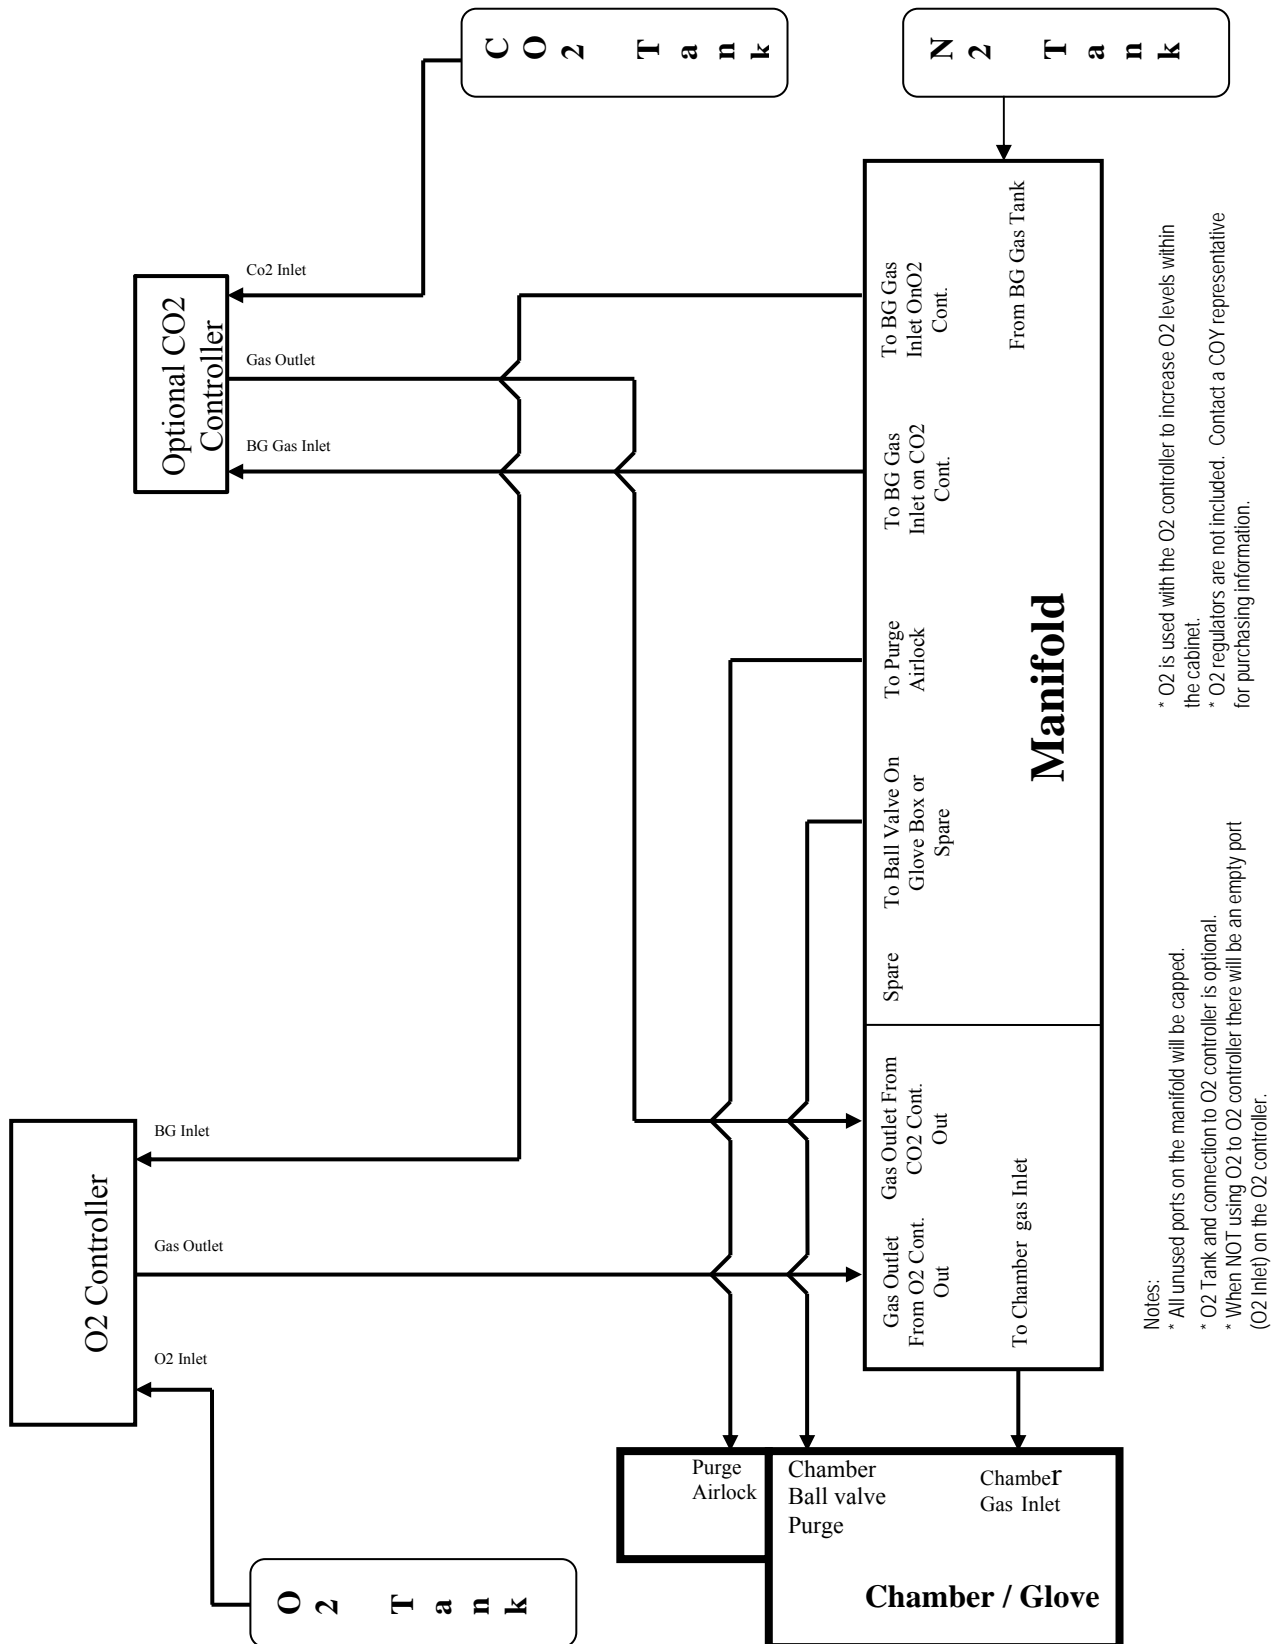 CO2 Tank
N2 Tank
Co2 Inlet
Optional CO2
Controller
Gas Outlet
BG Gas Inlet
To BG Gas
Inlet OnO2
Cont.
From BG Gas Tank
To BG Gas
Inlet on CO2
Cont.
To Purge
Airlock
To Ball Valve On
Glove Box or
Spare
Spare
Manifold
Gas Outlet From
CO2 Cont.
Out
Gas Outlet
From O2 Cont.
Out
To Chamber gas Inlet
BG Inlet
O2 Controller
Gas Outlet
O2 Inlet
O2 Tank
Purge
Airlock
Chamber
Ball valve
Purge
Chamber
Gas Inlet
Chamber / Glove
Notes:
* All unused ports on the manifold will be capped.
* O2 Tank and connection to O2 controller is optional.
* When NOT using O2 to O2 controller there will be an empty port
(O2 Inlet) on the O2 controller.
* O2 is used with the O2 controller to increase O2 levels within
the cabinet.
* O2 regulators are not included. Contact a COY representative
for purchasing information.